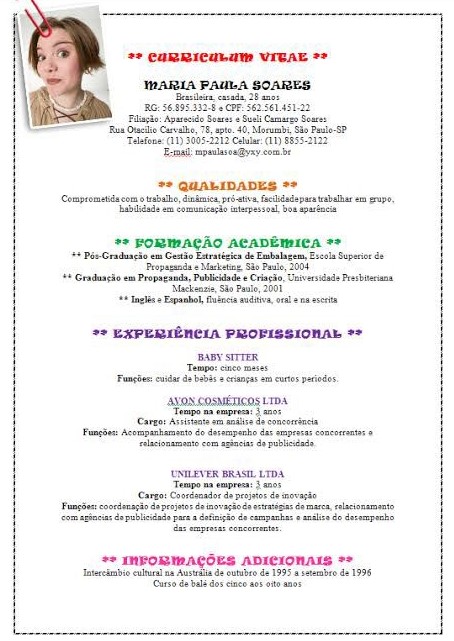 ** CURRICULUM VITAE **
MARIA PAULA SOARES
Brasileira, casada, 28 anos
RG: 56.895.332-8 e CPF: 562.561.451-22
Filiação: Aparecido Soares e Sueli Camargo Soares
Rua Otacilio Carvalho, 78, apto. 40, Morumbi, São Paulo-SP
Telefone: (11) 3005-2212 Celular: (11) 8855-2122
E-mail: mpaulasoa@yxy.com.br
** QUALIDADES **
Comprometida com o trabalho, dinâmica, pró-ativa, facilidade para trabalhar em grupo,
habilidade em comunicação interpessoal, boa aparência
** FORMAÇÃO ACADÊMICA **
** Pós-Graduação em Gestão Estratégica de Embalagem, Escola Superior de
Propaganda e Marketing, São Paulo, 2004
** Graduação em Propaganda, Publicidade e Criação, Universidade Presbiteriana
Mackenzie, São Paulo, 2001
** Inglês e Espanhol, fluência auditiva, oral e na escrita
** EXPERIÊNCIA PROFISSIONAL **
BABY SITTER
Tempo: cinco meses
Funções: cuidar de bebês e crianças em curtos períodos.
AVON COSMÉTICOS LTDA
Tempo na empresa: 3 anos
Cargo: Assistente em análise de concorrência
Funções: Acompanhamento do desempenho das empresas concorrentes e
relacionamento com agências de publicidade.
UNILEVER BRASIL LTDA
Tempo na empresa: 3 anos
Cargo: Coordenador de projetos de inovação
Funções: coordenação de projetos de inovação de estratégias de marca, relacionamento
com agências de publicidade para a definição de campanhas e análise do desempenho
das empresas concorrentes.
** INFORMAÇÕES ADICIONAIS **
Intercâmbio cultural na Austrália de outubro de 1995 a setembro de 1996
Curso de balé dos cinco aos oito anos